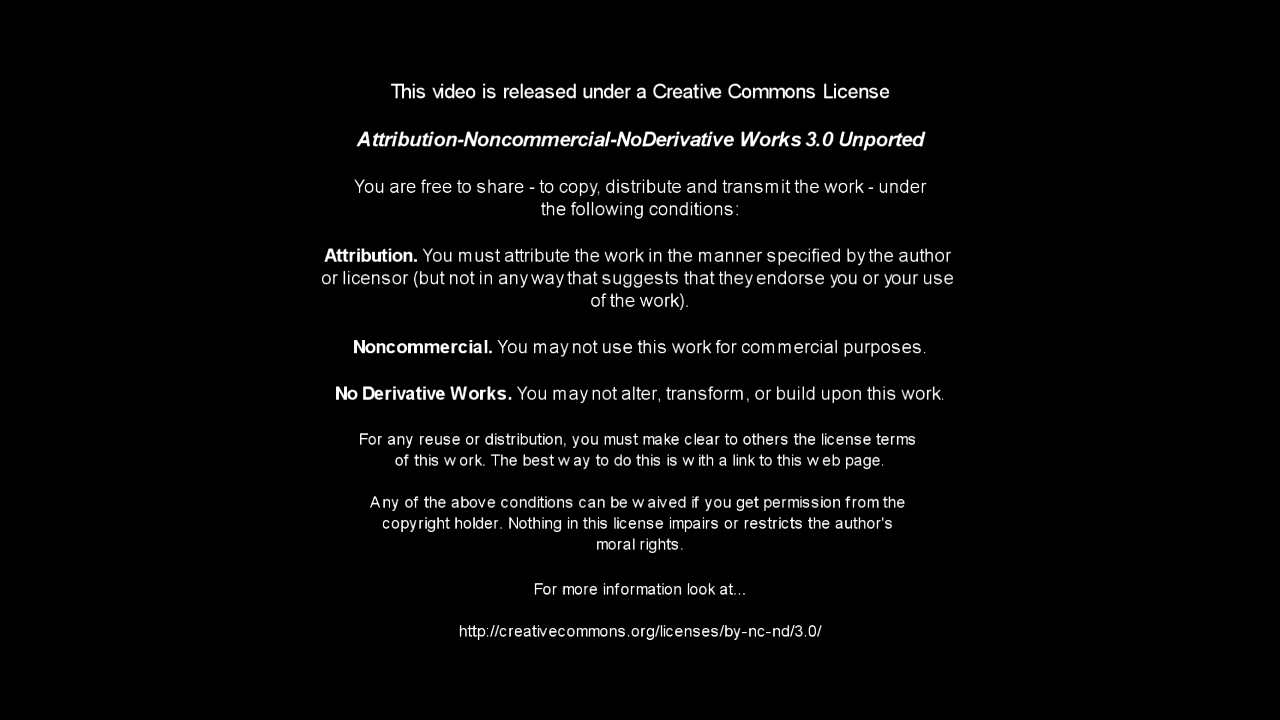 This video is released under a Creative Commons License
Attribution-Noncommercial-NoDerivative Works 3.0 Unported
You are free to share - to copy, distribute and transmit the work - under
the following conditions:
Attribution. You must attribute the work in the manner specified by the author
or licensor (but not in any way that suggests that they endorse you or your use
of the work).
Noncommercial. You may not use this work for commercial purposes.
No Derivative Works. You may not alter, transform, or build upon this work.
For any reuse or distribution, you must make clear to others the license terms
of this work. The best way to do this is with a link to this web page.
Any of the above conditions can be waived if you get permission from the
copyright holder. Nothing in this license impairs or restricts the author's
moral rights.
For more information look at...
http://creativecommons.org/licenses/by-nc-nd/3.0/